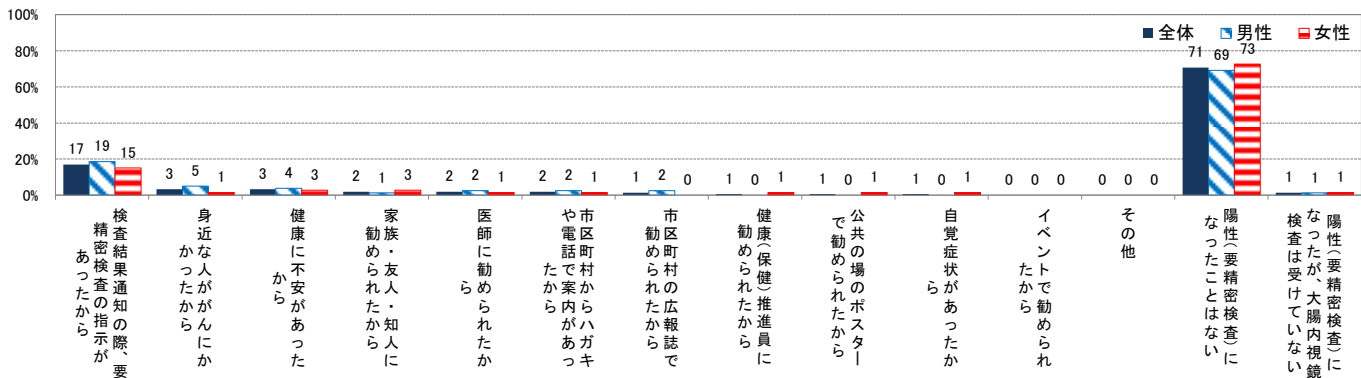 100%
80%
60%
40%
20%
0%
全体 男性 女性
17 19 15
3 5 1
3 4 3
2 1 3
2 2 1
2 2 1
1 2 0
1 0 1
1 0 1
1 0 1
0 0 0
0 0 0
71 69 73
1 1 1
検査結果通知の際、要
精密検査の指示が
あったから
身近な人ががんにか
かったから
健康に不安があった
から
家族・友人・知人に
勧められたから
医師に勧められたか
ら
市区町村からハガキ
や電話で案内があっ
たから
市区町村の広報誌で
勧められたから
健康(保健)推進員に
勧められたから
公共の場のポスター
で勧められたから
自覚症状があったか
ら
イベントで勧められ
たから
その他
陽性(要精密検査)に
なったことはない
陽性(要精密検査)に
なったが、大腸内視鏡
検査は受けていない